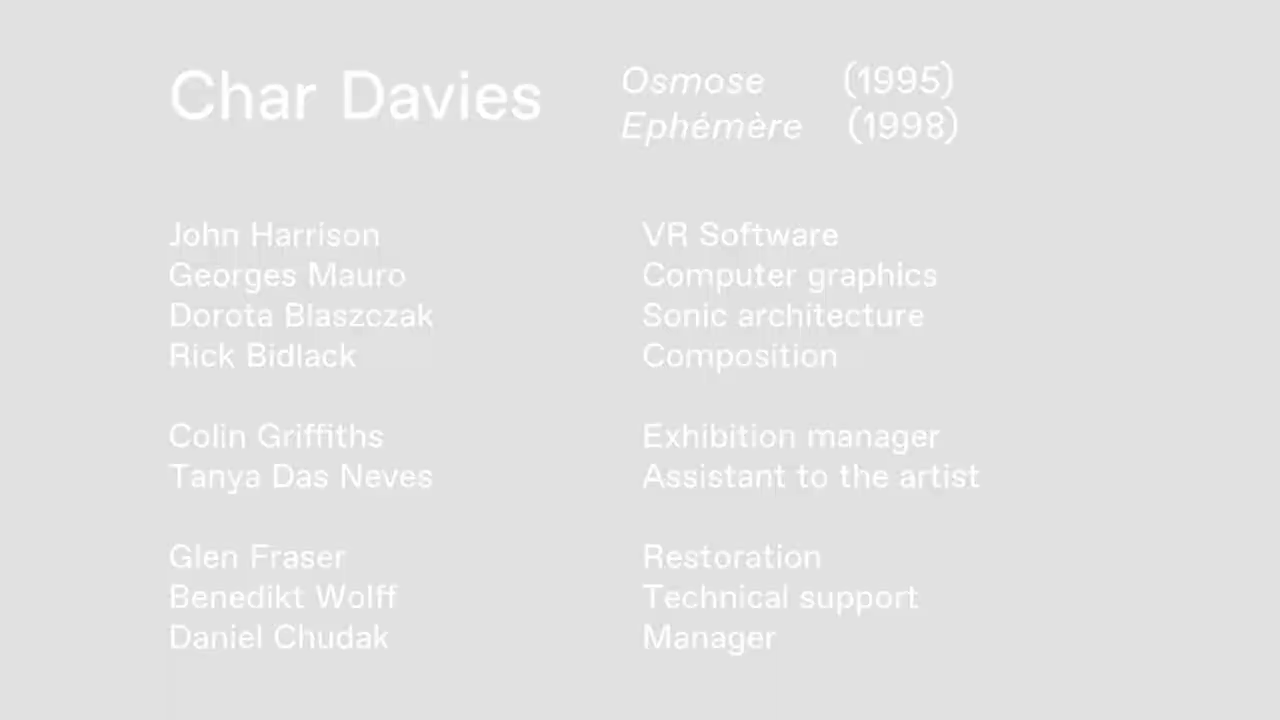 Char Davies
Osmose (1995)
Ephémère (1998)
John Harrison VR Software
Georges Mauro Computer graphics
Dorota Blaszczak Sonic architecture
Rick Bidlack Composition
Colin Griffiths Exhibition manager
Tanya Das Neves Assistant to the artist
Glen Fraser Restoration
Benedikt Wolff Technical support
Daniel Chudak Manager